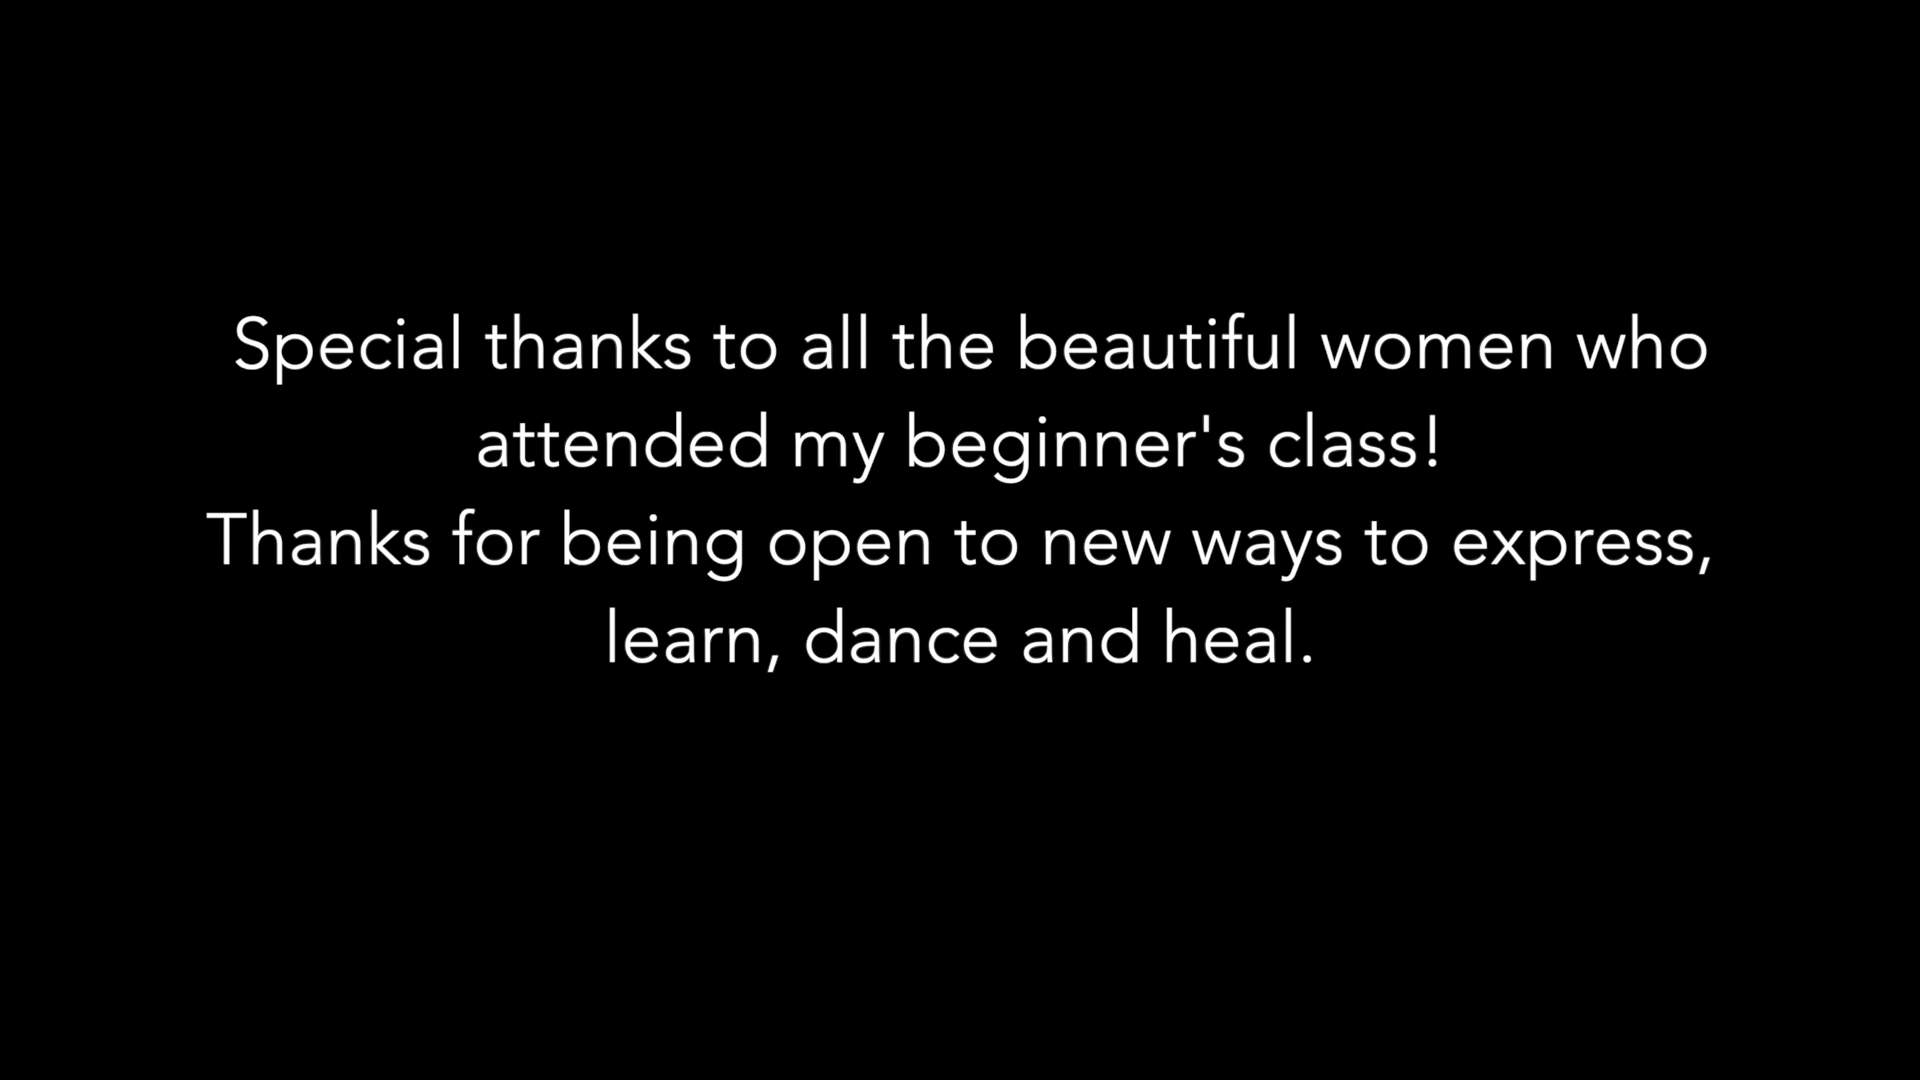 Special thanks to all the beautiful women who
attended my beginner's class!
Thanks for being open to new ways to express,
learn, dance and heal.